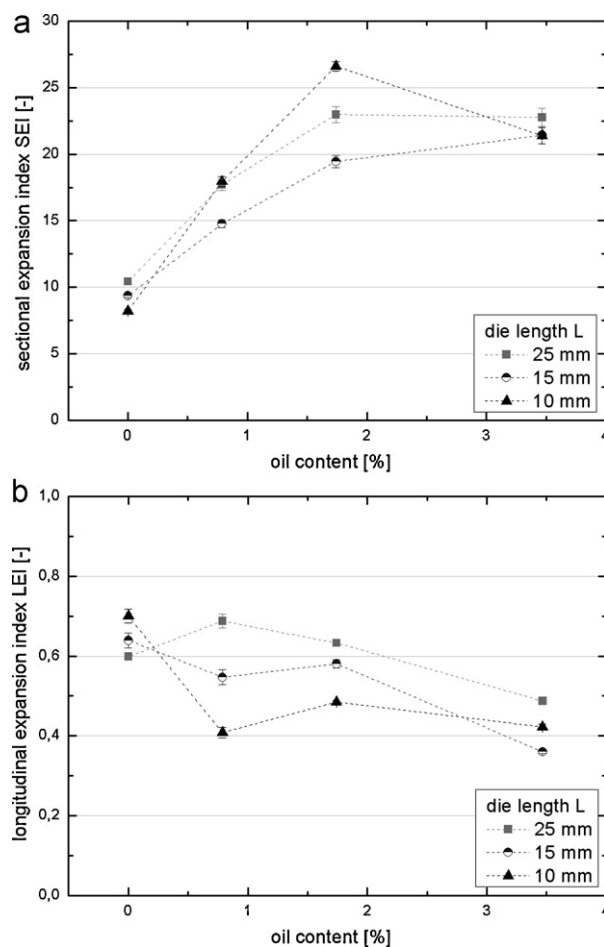 a
sectional expansion index SEI [-]
30
25
20
15
10
5
0
die length L
25 mm
15 mm
10 mm
0
1
2
3
4
oil content [%]
b
longitudinal expansion index LEI [-]
1,0
0,8
0,6
0,4
0,2
0,0
die length L
25 mm
15 mm
10 mm
0
1
2
3
4
oil content [%]